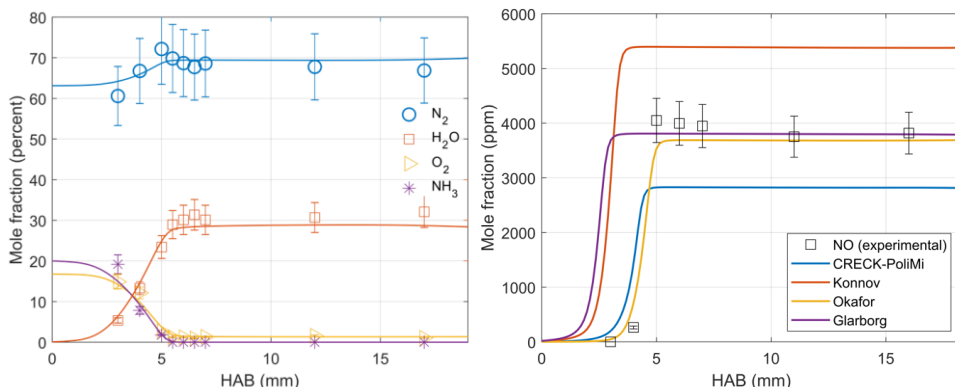 80
70
60
50
40
30
20
10
0
Mole fraction (percent)
N₂
H₂O
O₂
NH₃
0 5 10 15
HAB (mm)
6000
5000
4000
3000
2000
1000
0
Mole fraction (ppm)
NO (experimental)
CRECK-PoliMi
Konnov
Okafor
Glarborg
0 5 10 15
HAB (mm)